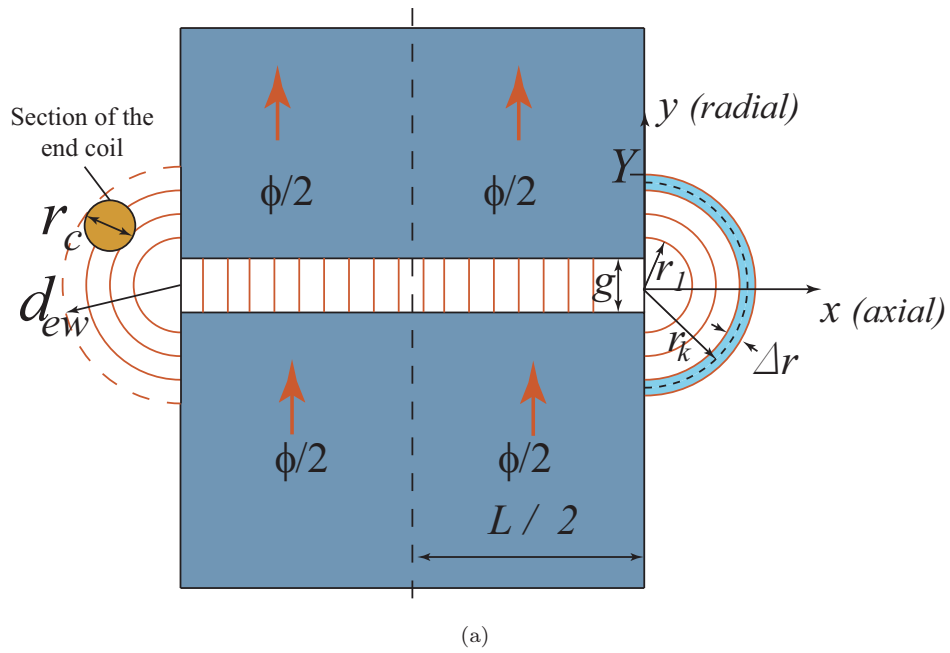 y (radial)
Section of the
end coil
Y
ϕ/2
ϕ/2
r_c
g
r_1
d_ew
x (axial)
r_k
Δr
ϕ/2
ϕ/2
L / 2
(a)